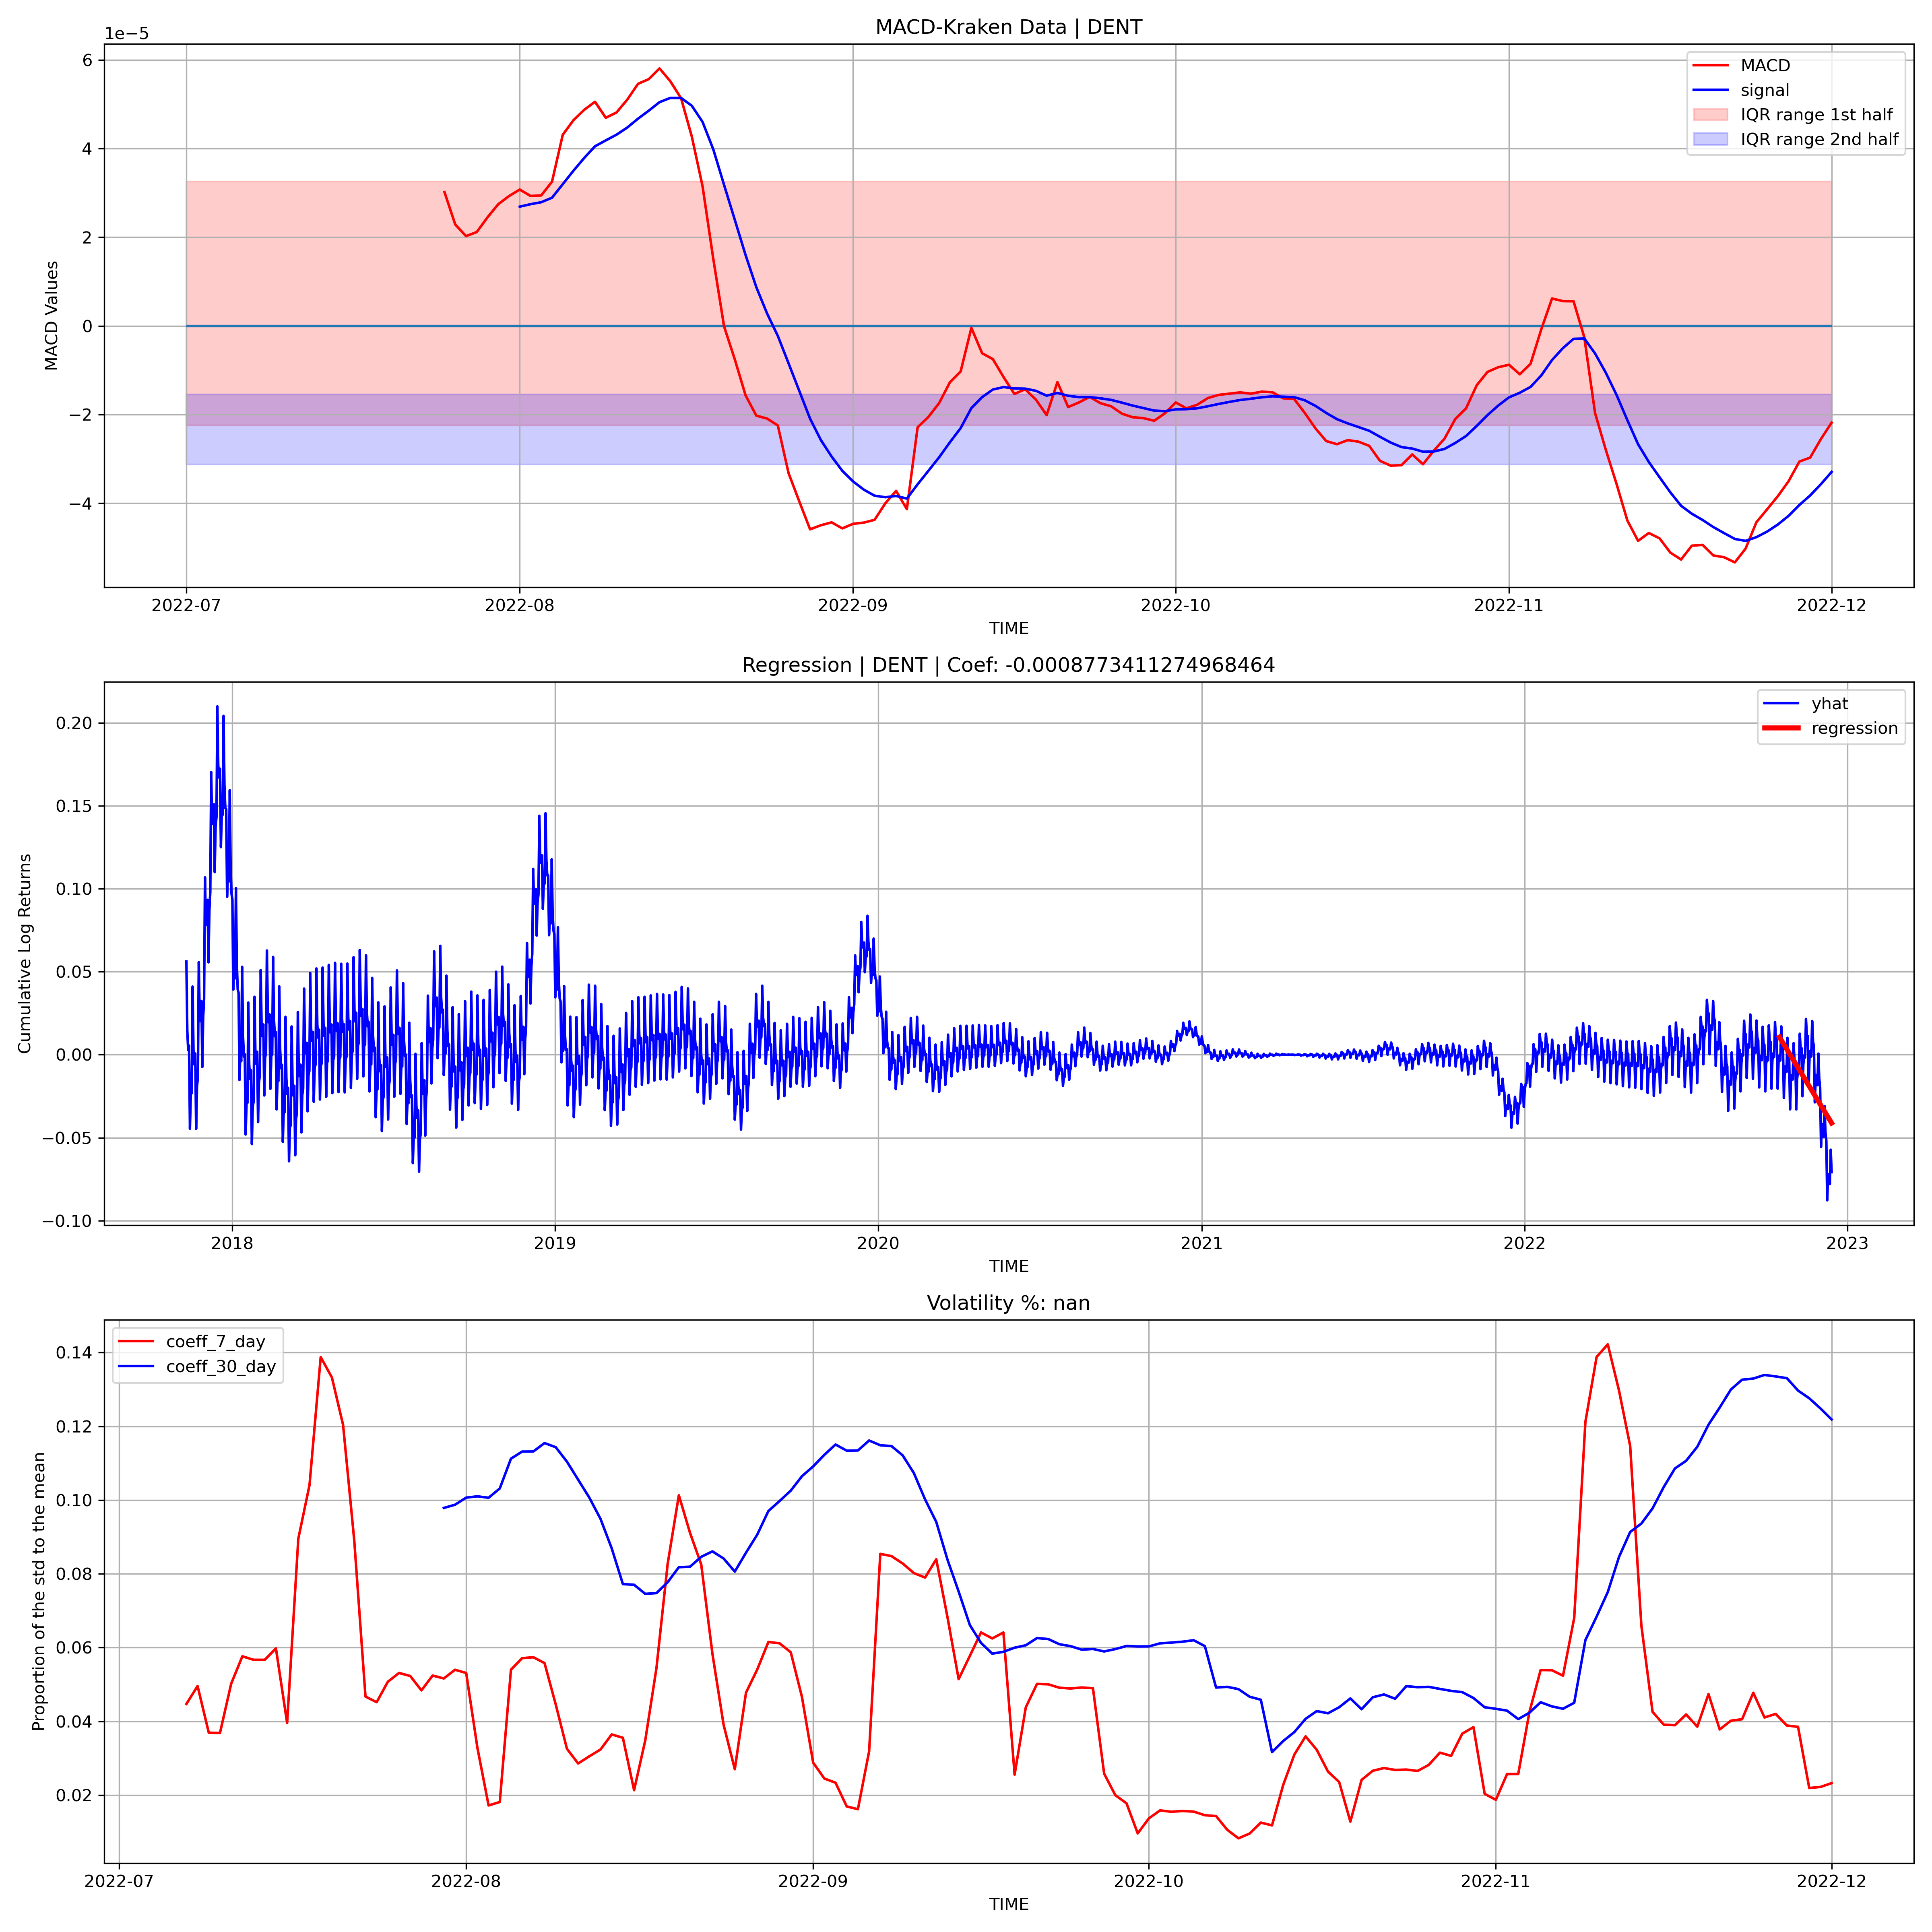 MACD-Kraken Data | DENT
1e−5
MACD
signal
IQR range 1st half
IQR range 2nd half
6
4
2
0
−2
−4
MACD Values
2022-07 2022-08 2022-09 2022-10 2022-11 2022-12
TIME
Regression | DENT | Coef: -0.0008773411274968464
yhat
regression
0.20
0.15
0.10
0.05
0.00
−0.05
−0.10
Cumulative Log Returns
2018 2019 2020 2021 2022 2023
TIME
Volatility %: nan
coeff_7_day
coeff_30_day
0.14
0.12
0.10
0.08
0.06
0.04
0.02
Proportion of the std to the mean
2022-07 2022-08 2022-09 2022-10 2022-11 2022-12
TIME